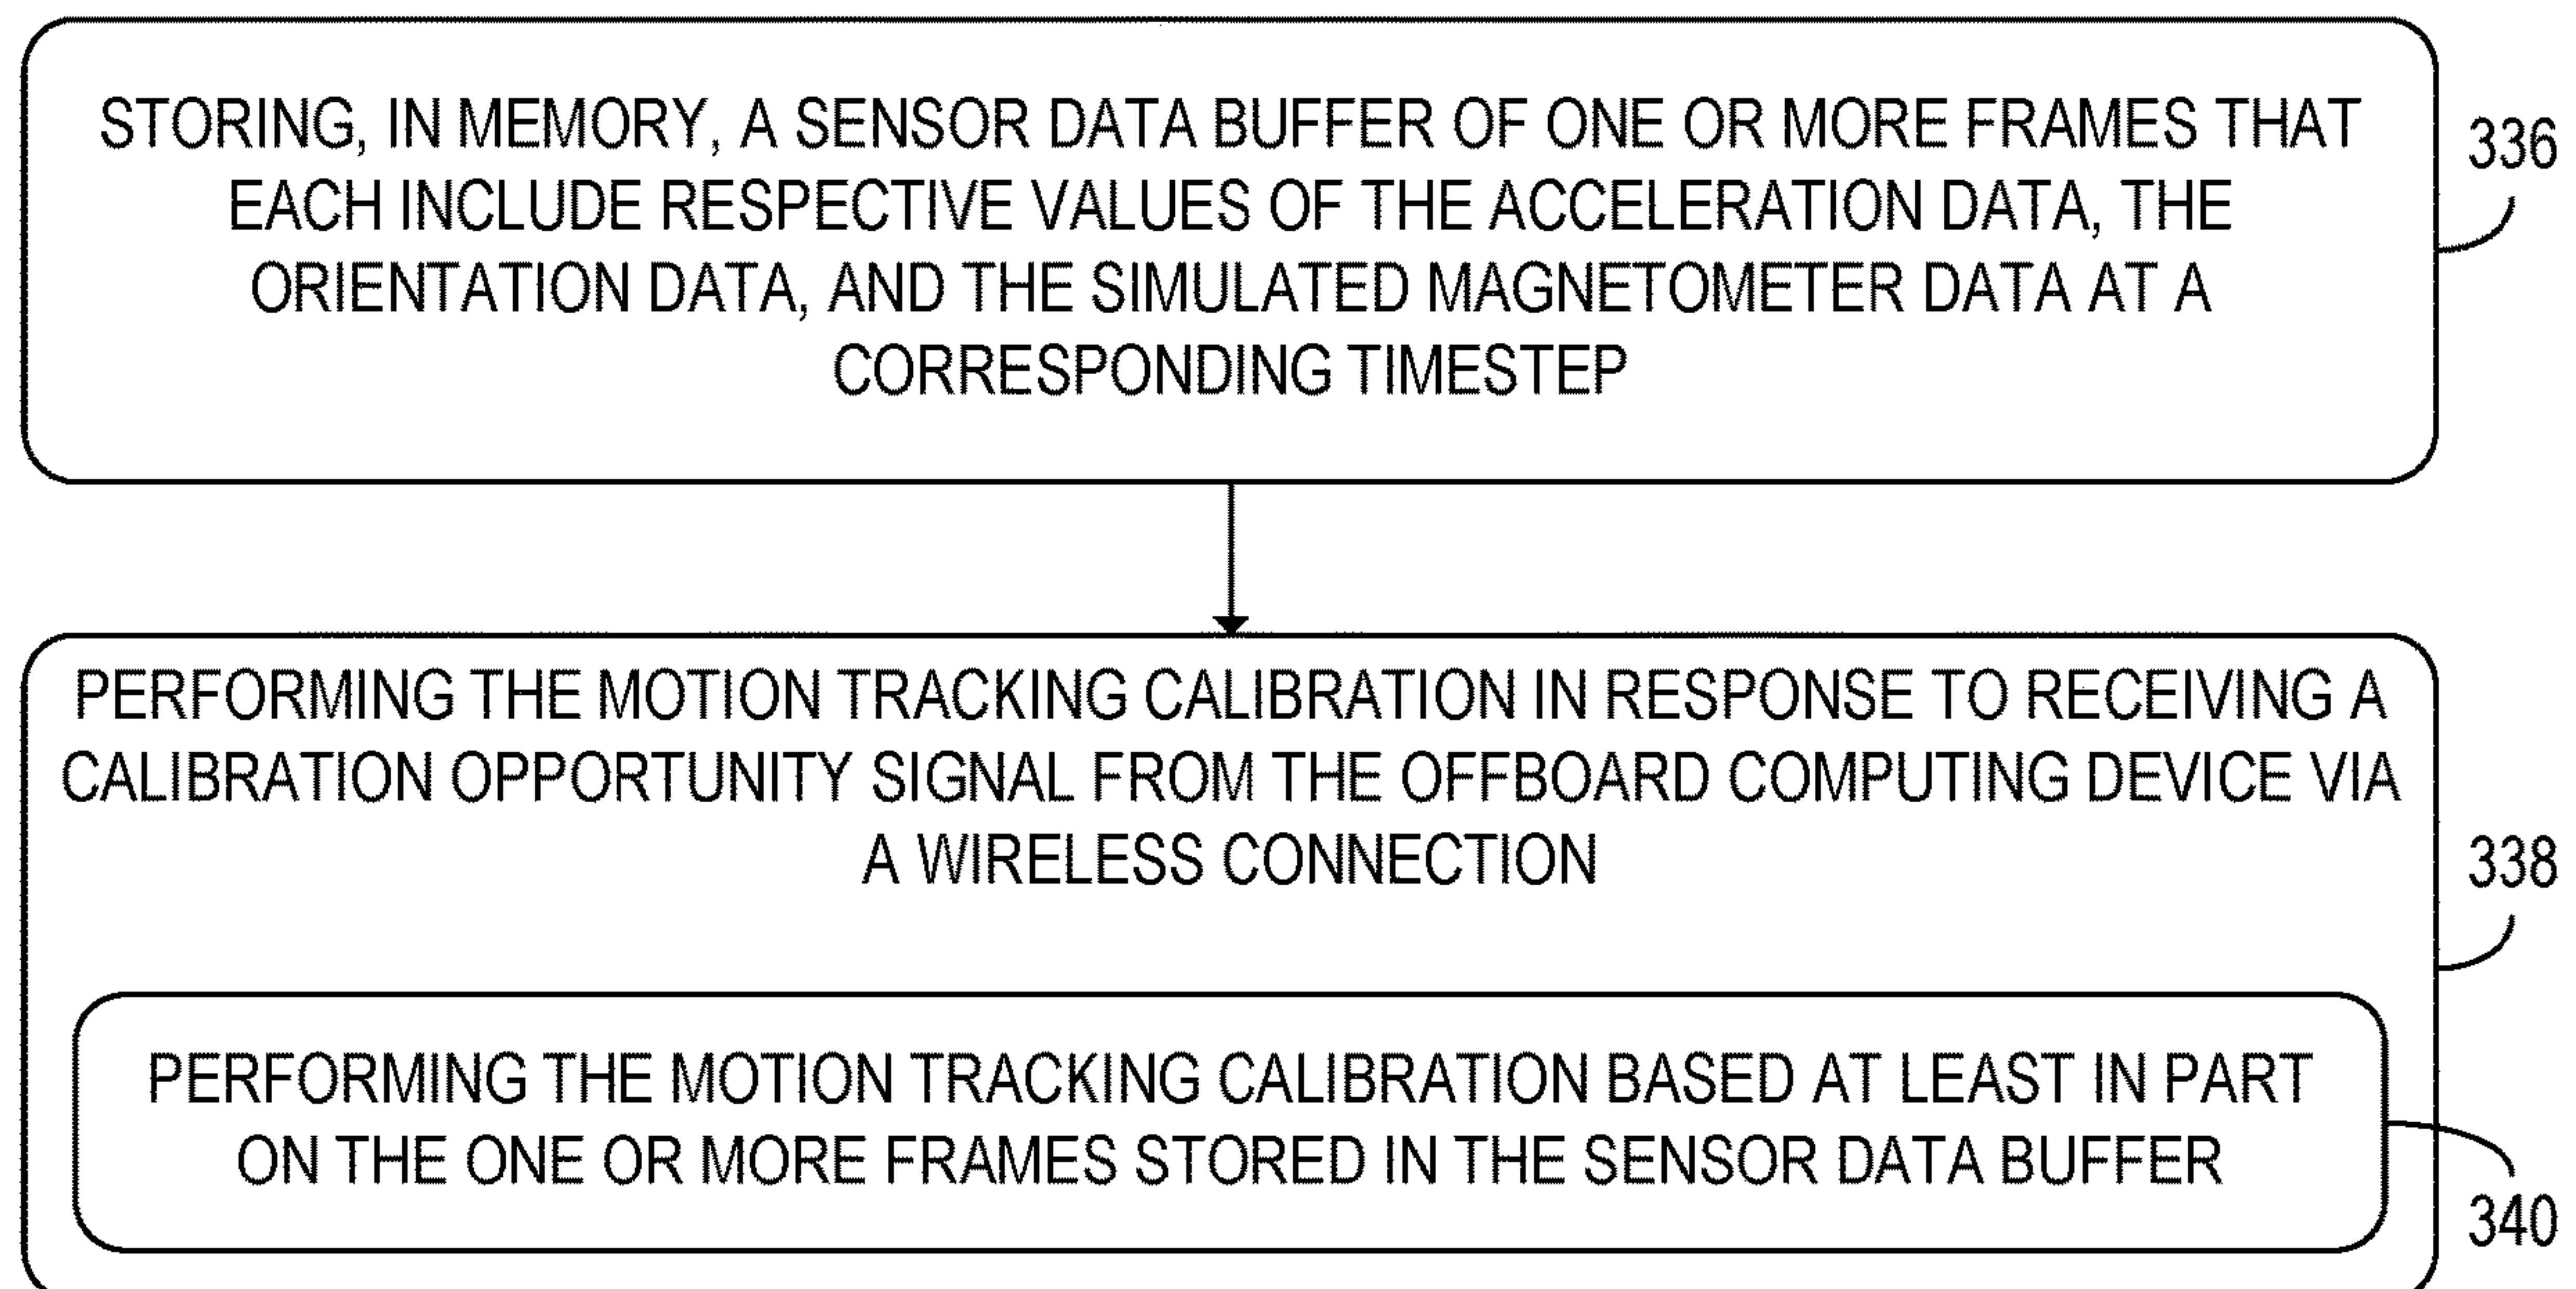 STORING, IN MEMORY, A SENSOR DATA BUFFER OF ONE OR MORE FRAMES THAT
EACH INCLUDE RESPECTIVE VALUES OF THE ACCELERATION DATA, THE
ORIENTATION DATA, AND THE SIMULATED MAGNETOMETER DATA AT A
CORRESPONDING TIMESTEP
336
PERFORMING THE MOTION TRACKING CALIBRATION IN RESPONSE TO RECEIVING A
CALIBRATION OPPORTUNITY SIGNAL FROM THE OFFBOARD COMPUTING DEVICE VIA
A WIRELESS CONNECTION
338
PERFORMING THE MOTION TRACKING CALIBRATION BASED AT LEAST IN PART
ON THE ONE OR MORE FRAMES STORED IN THE SENSOR DATA BUFFER
340